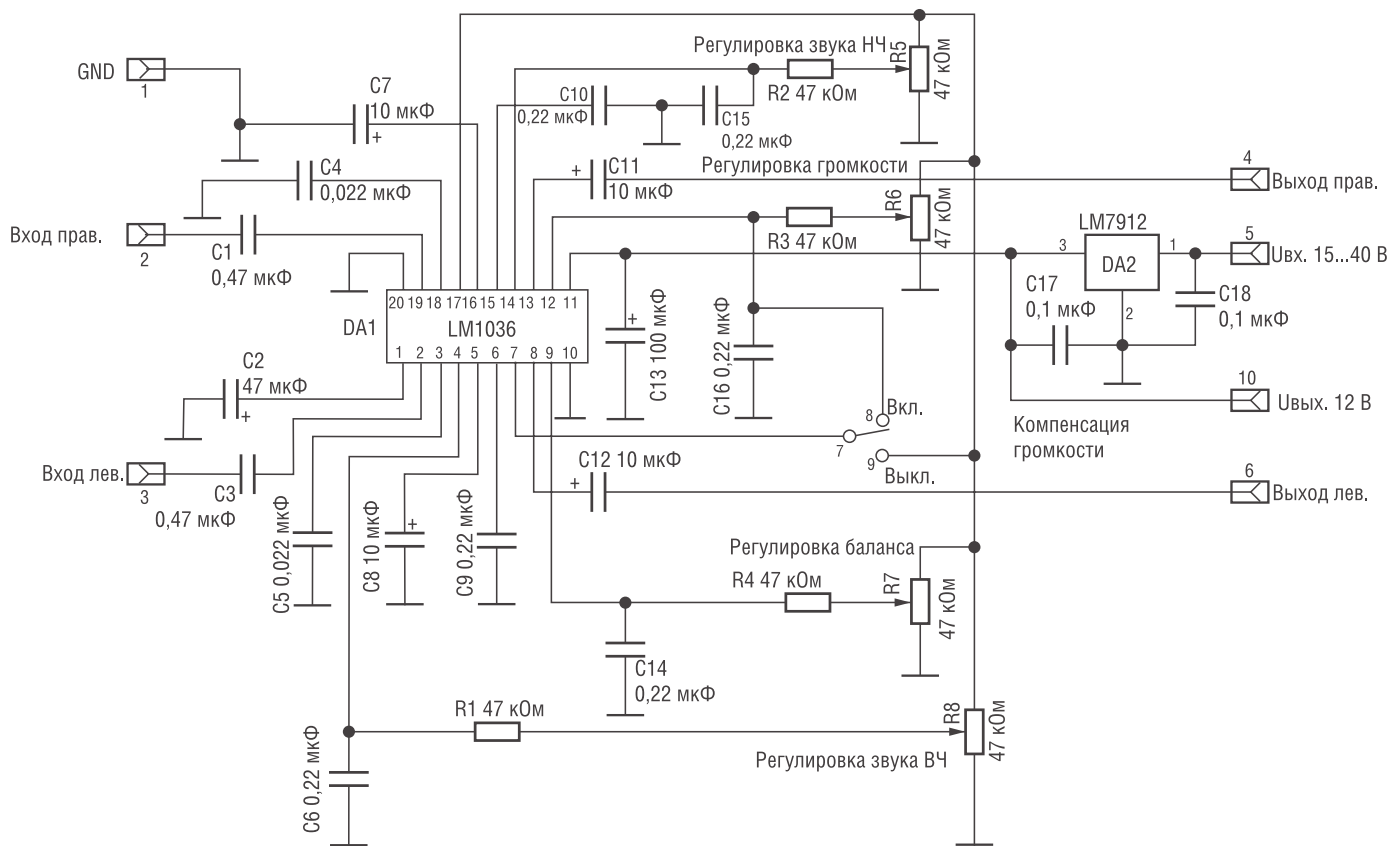 GND
1
C7
10 мкФ
+
C4
0,022 мкФ
Вход прав.
2
C1
0,47 мкФ
Регулировка звука НЧ
R5
47 кОм
R2 47 кОм
C10
0,22 мкФ
C15
0,22 мкФ
Регулировка громкости
+
C11
10 мкФ
4
Выход прав.
R6
47 кОм
R3 47 кОм
LM7912
3
DA2
1
2
5
Uвх. 15...40 В
C17
0,1 мкФ
C18
0,1 мкФ
20 19 18 17 16 15 14 13 12 11
DA1
LM1036
1 2 3 4 5 6 7 8 9 10
+
C13 100 мкФ
C16 0,22 мкФ
C2
47 мкФ
+
10
Uвых. 12 В
8
Вкл.
7
9
Выкл.
Компенсация
громкости
Вход лев.
3
C3
0,47 мкФ
C12 10 мкФ
+
6
Выход лев.
C5 0,022 мкФ
+
C8 10 мкФ
C9 0,22 мкФ
Регулировка баланса
R4 47 кОм
R7
47 кОм
C14
0,22 мкФ
R1 47 кОм
R8
47 кОм
Регулировка звука ВЧ
C6 0,22 мкФ